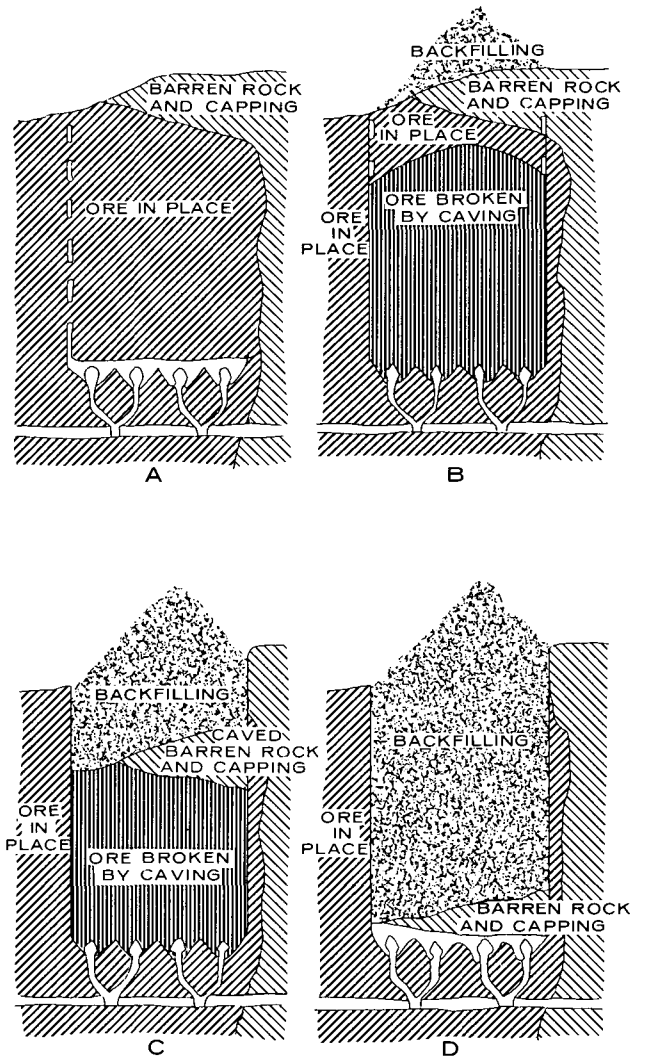 BARREN ROCK
AND CAPPING
ORE IN PLACE
A
BACKFILLING
BARREN ROCK
AND CAPPING
ORE
IN PLACE
ORE BROKEN
BY CAVING
ORE
IN
PLACE
B
BACKFILLING
CAVED
BARREN ROCK
AND CAPPING
ORE
IN
PLACE
ORE BROKEN
BY CAVING
C
BACKFILLING
ORE
IN
PLACE
BARREN ROCK
AND CAPPING
D